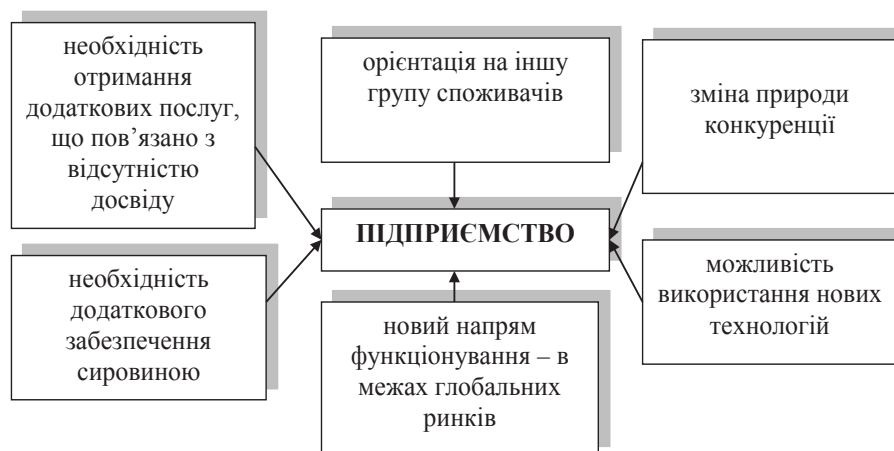 необхідність
отримання
додаткових послуг,
що пов’язано з
відсутністю
досвіду
орієнтація на іншу
групу споживачів
зміна природи
конкуренції
ПІДПРИЄМСТВО
необхідність
додаткового
забезпечення
сировиною
новий напрям
функціонування – в
межах глобальних
ринків
можливість
використання нових
технологій